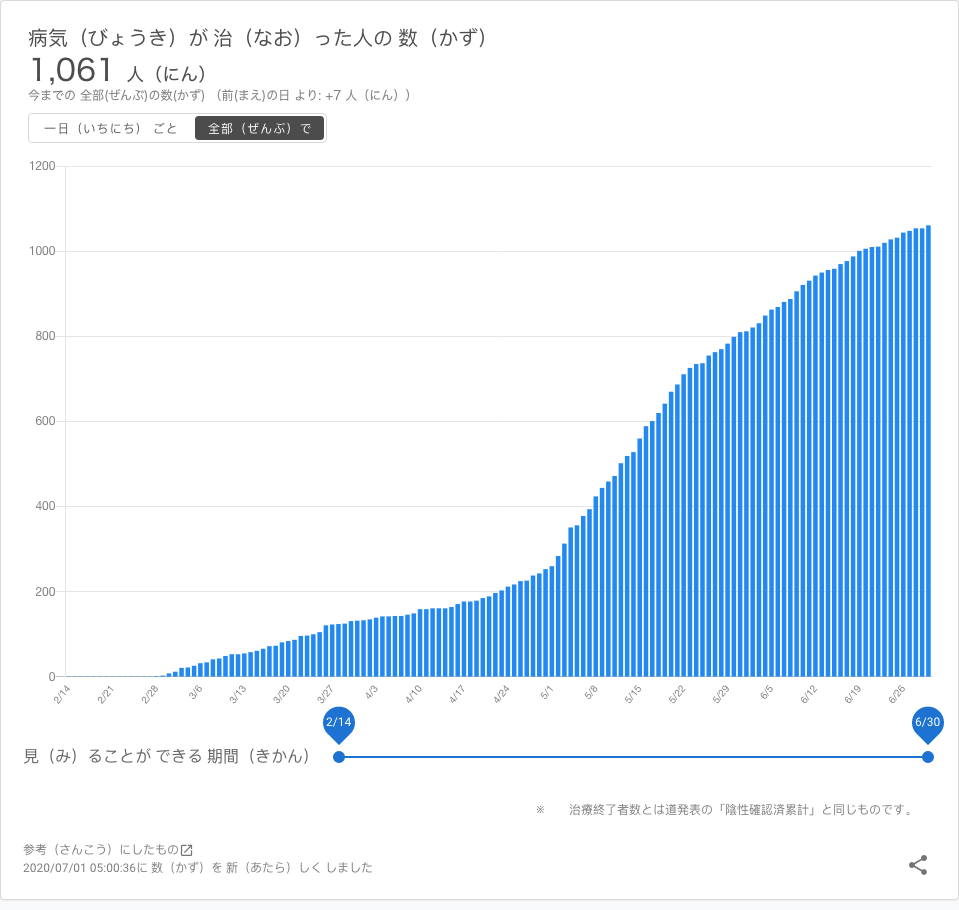 病気（びょうき）が 治（なお）った人の 数（かず）
1,061 人（にん）
今までの 全部(ぜんぶ)の数(かず) （前(まえ)の日 より: +7 人（にん））
一日（いちにち） ごと 全部（ぜんぶ）で
1200
1000
800
600
400
200
0
2/14 2/21 2/28 3/6 3/13 3/20 3/27 4/3 4/10 4/17 4/24 5/1 5/8 5/15 5/22 5/29 6/5 6/12 6/19 6/26
2/14 6/30
見（み）ることが できる 期間（きかん）
※ 治療終了者数とは道発表の「陰性確認済累計」と同じものです。
参考（さんこう）にしたもの
2020/07/01 05:00:36に 数（かず）を 新（あたら）しく しました